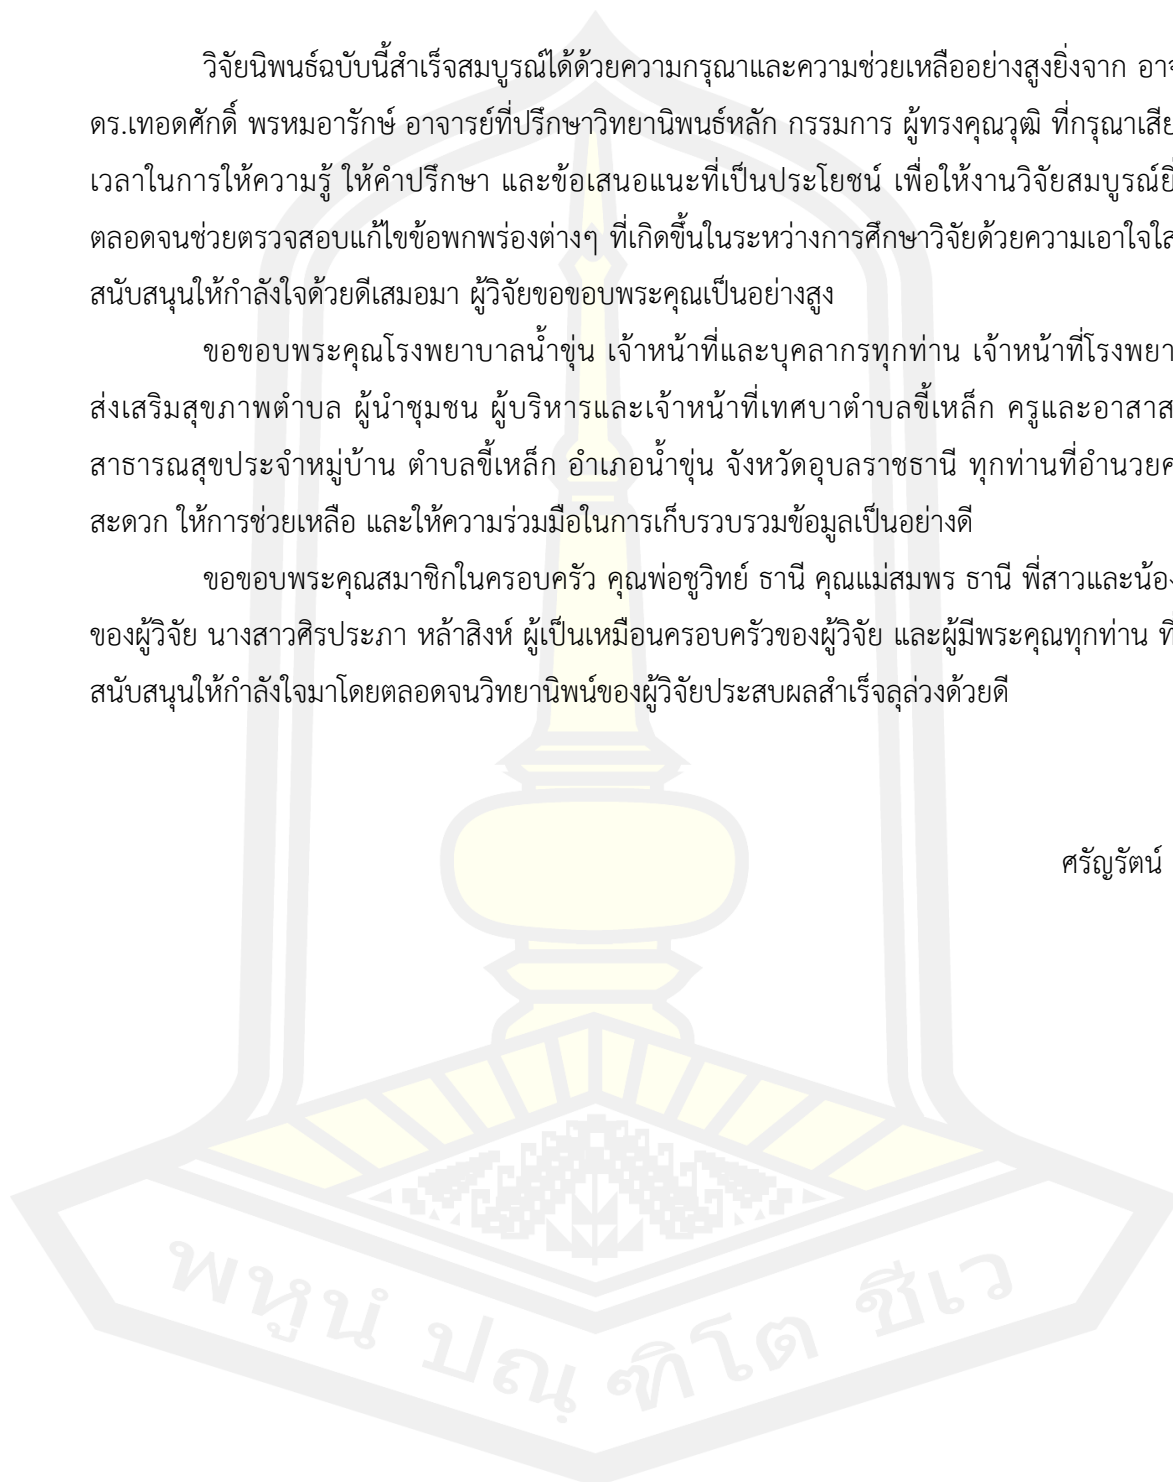 วิจัยนิพนธ์ฉบับนี้สำเร็จสมบูรณ์ได้ด้วยความกรุณาและความช่วยเหลืออย่างสูงยิ่งจาก
ดร.เทอดศักดิ์ พรหมอารักษ์ อาจารย์ที่ปรึกษาวิทยานิพนธ์หลัก กรรมการ ผู้ทรงคุณวุฒิ ที่กรุณาเสีย
เวลาในการให้ความรู้ ให้คำปรึกษา และข้อเสนอแนะที่เป็นประโยชน์ เพื่อให้งานวิจัยสมบูรณ์
ตลอดจนช่วยตรวจสอบแก้ไขข้อพกพร่องต่างๆ ที่เกิดขึ้นในระหว่างการศึกษาวิจัยด้วยความเอาใจ
สนับสนุนให้กำลังใจด้วยดีเสมอมา ผู้วิจัยขอขอบพระคุณเป็นอย่างสูง
ขอขอบพระคุณโรงพยาบาลน้ำขุ่น เจ้าหน้าที่และบุคลากรทุกท่าน เจ้าหน้าที่โรงพยา
ส่งเสริมสุขภาพตำบล ผู้นำชุมชน ผู้บริหารและเจ้าหน้าที่เทศบาตำบลขี้เหล็ก ครูและอาสาส
สาธารณสุขประจำหมู่บ้าน ตำบลขี้เหล็ก อำเภอน้ำขุ่น จังหวัดอุบลราชธานี ทุกท่านที่อำนวยค
สะดวก ให้การช่วยเหลือ และให้ความร่วมมือในการเก็บรวบรวมข้อมูลเป็นอย่างดี
ขอขอบพระคุณสมาชิกในครอบครัว คุณพ่อชูวิทย์ ธานี คุณแม่สมพร ธานี พี่สาวและน้อง
ของผู้วิจัย นางสาวศิรประภา หล้าสิงห์ ผู้เป็นเหมือนครอบครัวของผู้วิจัย และผู้มีพระคุณทุกท่าน
สนับสนุนให้กำลังใจมาโดยตลอดจนวิทยานิพน์ของผู้วิจัยประสบผลสำเร็จลุล่วงด้วยดี
ศรัญรัตน์
พหูนํ ปณฺฑิโต ชีเว